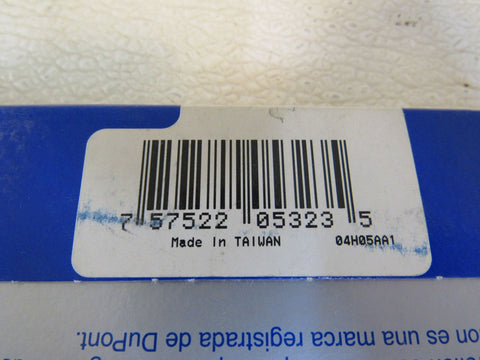 7 57522 05323 5
Made In TAIWAN 04H05AA1
on es una marca registrada de DuPont.